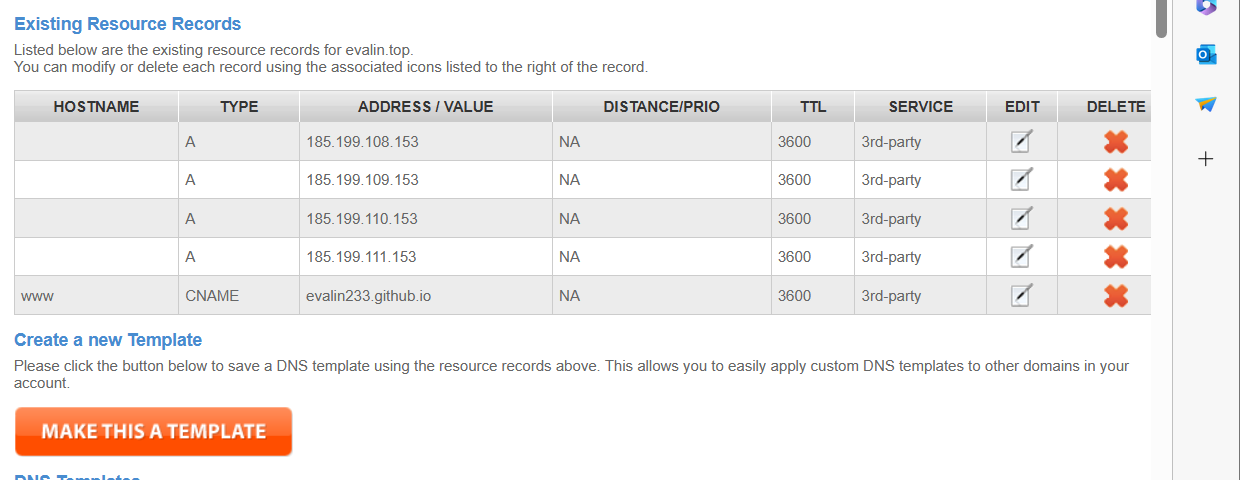 Existing Resource Records
Listed below are the existing resource records for evalin.top.
You can modify or delete each record using the associated icons listed to the right of the record.
HOSTNAME TYPE ADDRESS / VALUE DISTANCE/PRIO TTL SERVICE EDIT DELETE
A 185.199.108.153 NA 3600 3rd-party
A 185.199.109.153 NA 3600 3rd-party
A 185.199.110.153 NA 3600 3rd-party
A 185.199.111.153 NA 3600 3rd-party
www CNAME evalin233.github.io NA 3600 3rd-party
Create a new Template
Please click the button below to save a DNS template using the resource records above. This allows you to easily apply custom DNS templates to other domains in your
account.
MAKE THIS A TEMPLATE
DNS Templates